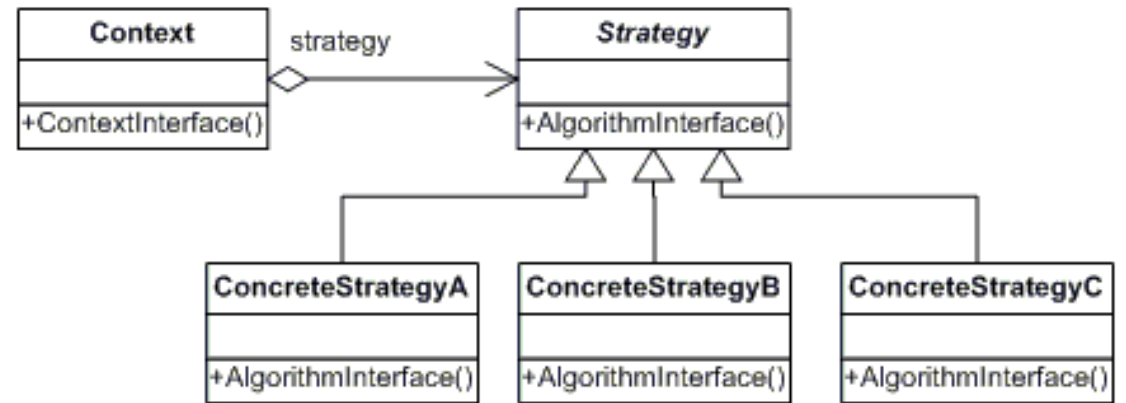 Context
strategy
Strategy
+ContextInterface()
+AlgorithmInterface()
ConcreteStrategyA
ConcreteStrategyB
ConcreteStrategyC
+AlgorithmInterface()
+AlgorithmInterface()
+AlgorithmInterface()